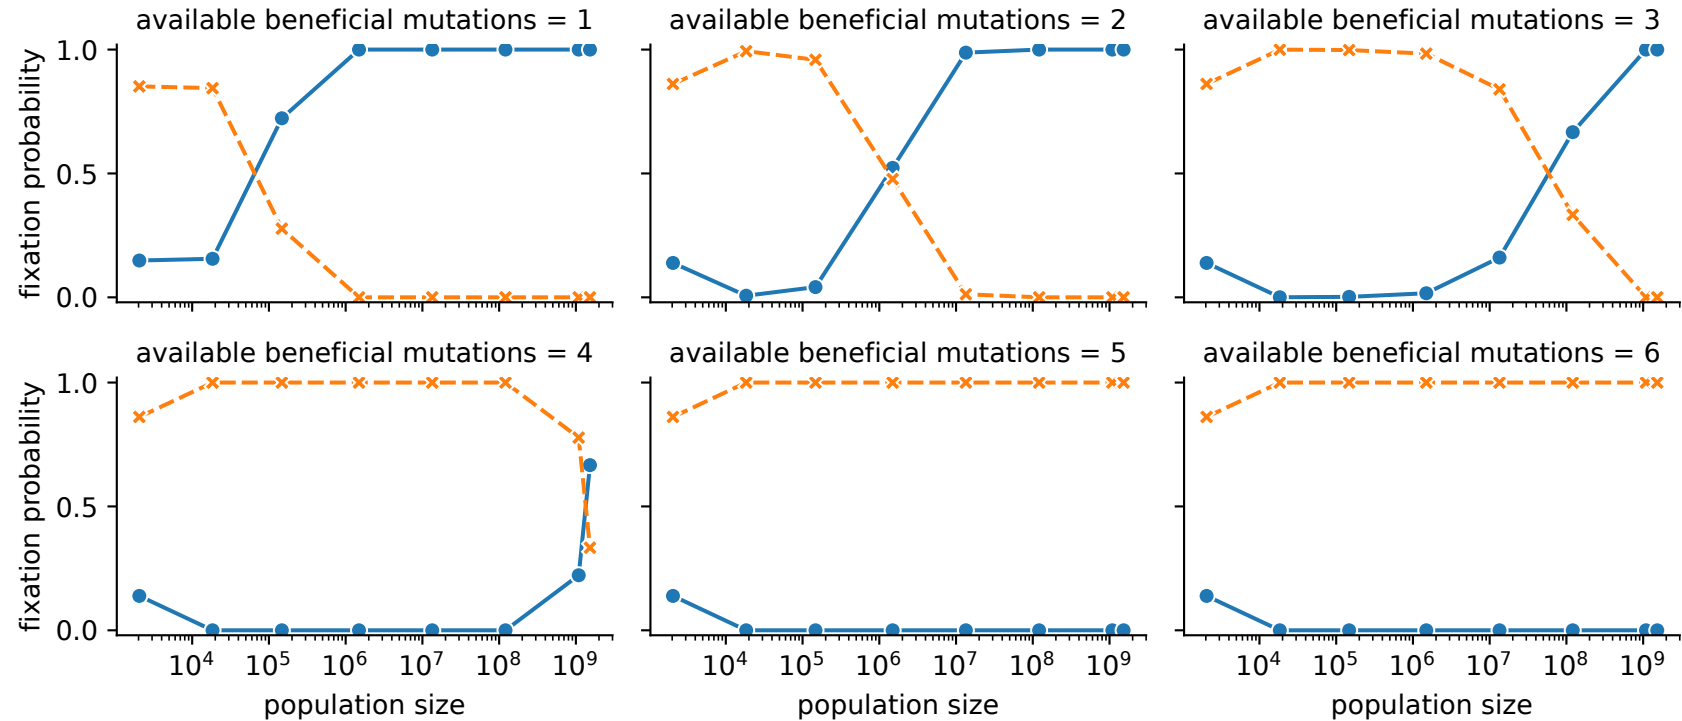 available beneficial mutations = 1
available beneficial mutations = 2
available beneficial mutations = 3
fixation probability
1.0
0.5
0.0
available beneficial mutations = 4
available beneficial mutations = 5
available beneficial mutations = 6
fixation probability
1.0
0.5
0.0
10⁴ 10⁵ 10⁶ 10⁷ 10⁸ 10⁹
10⁴ 10⁵ 10⁶ 10⁷ 10⁸ 10⁹
10⁴ 10⁵ 10⁶ 10⁷ 10⁸ 10⁹
population size
population size
population size